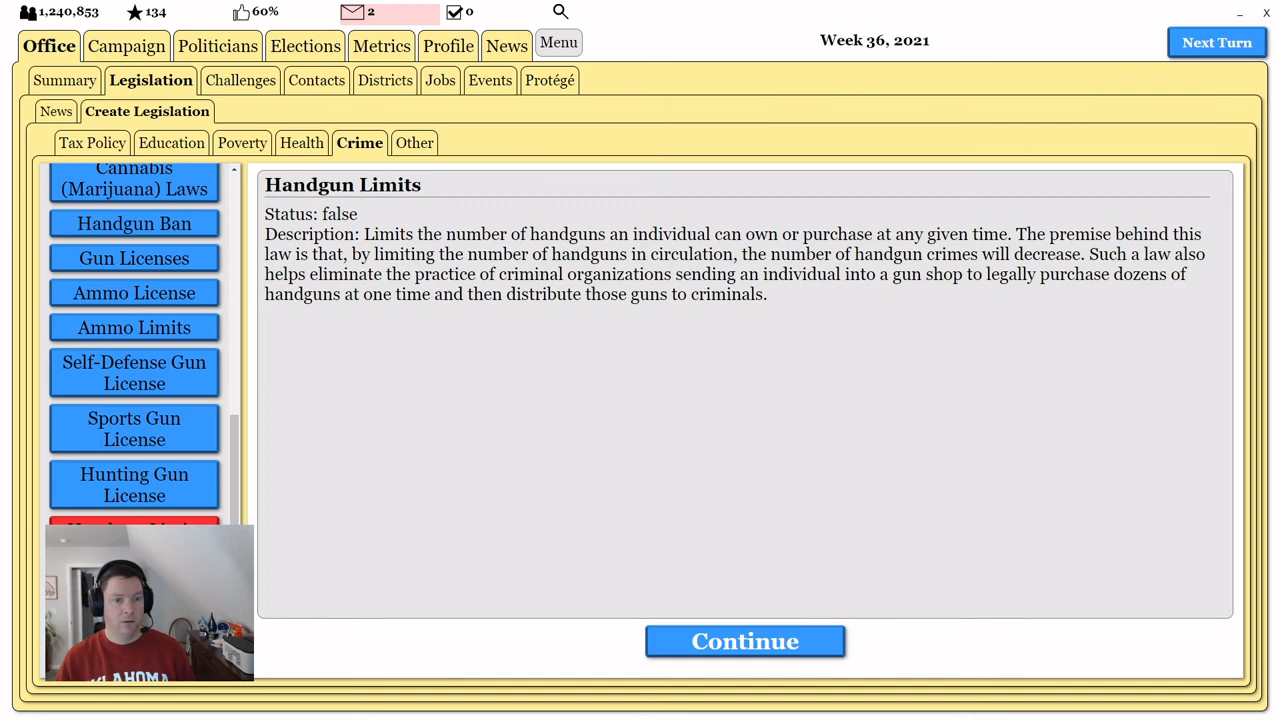 1,240,853 134 60% 2 0
Office Campaign Politicians Elections Metrics Profile News Menu Week 36, 2021 Next Turn
Summary Legislation Challenges Contacts Districts Jobs Events Protégé
News Create Legislation
Tax Policy Education Poverty Health Crime Other
Cannabis
(Marijuana) Laws
Handgun Ban
Gun Licenses
Ammo License
Ammo Limits
Self-Defense Gun
License
Sports Gun
License
Hunting Gun
License
Handgun Limits
Status: false
Description: Limits the number of handguns an individual can own or purchase at any given time. The premise behind this
law is that, by limiting the number of handguns in circulation, the number of handgun crimes will decrease. Such a law also
helps eliminate the practice of criminal organizations sending an individual into a gun shop to legally purchase dozens of
handguns at one time and then distribute those guns to criminals.
Continue
OKLAHOMA